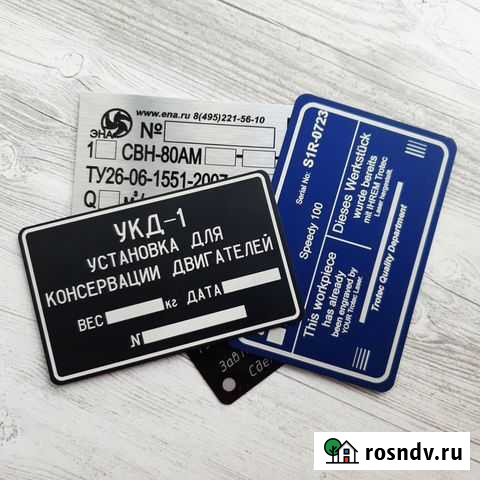 www.ena.ru 8(495)221-56-10
ЭНА
№
1 СВН-80АМ
ТУ26-06-1551-2007
Q м³/
УКД-1
УСТАНОВКА ДЛЯ
КОНСЕРВАЦИИ ДВИГАТЕЛЕЙ
ВЕС кг ДАТА
N
Serial No: S1R-0723
Speedy 100
Dieses Werkstück
wurde bereits
mit IHREM Trotec
Laser hergestellt.
This workpiece
has already
been engraved by
YOUR Trotec Laser.
Trotec Quality Department
rosndv.ru